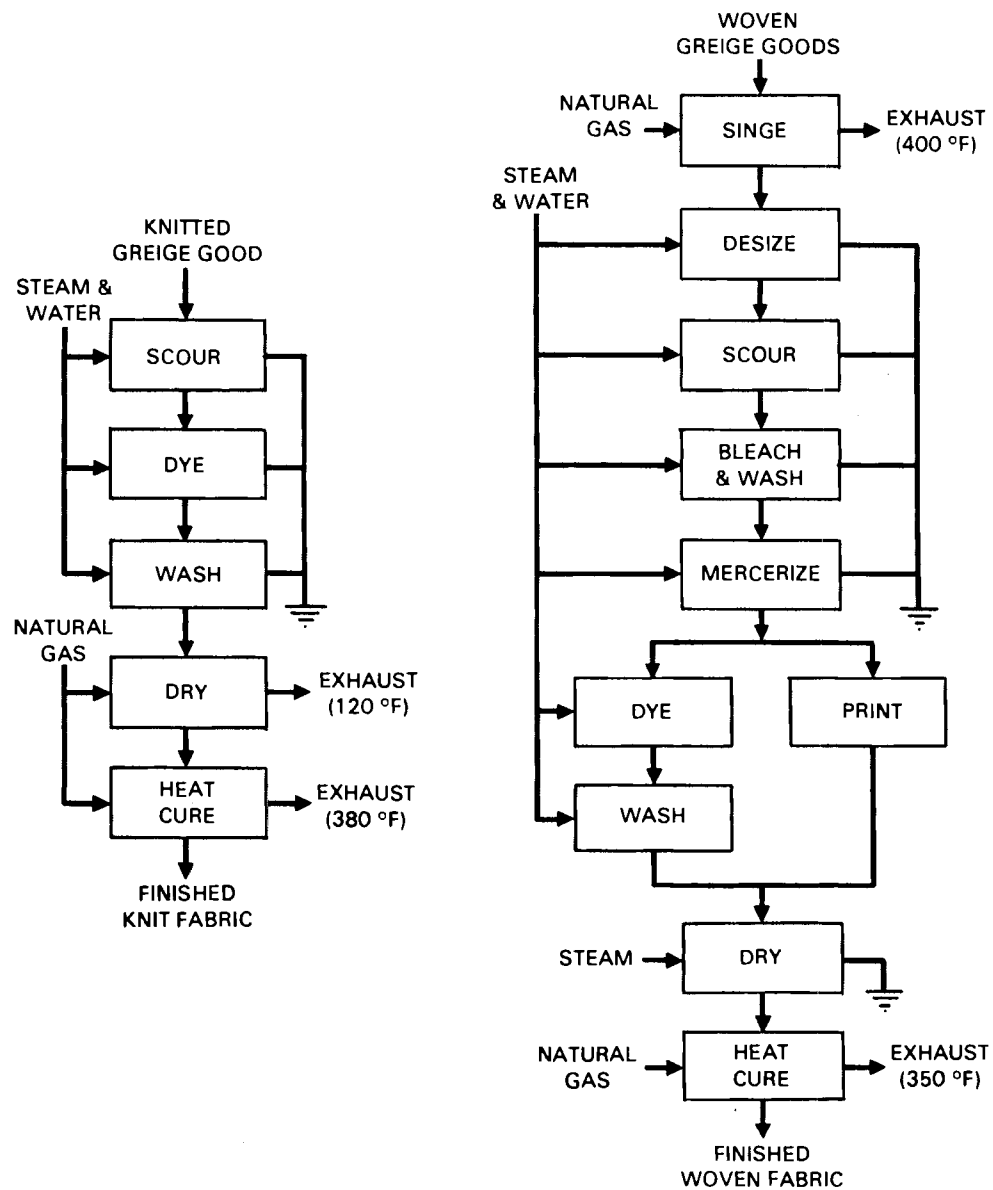 KNITTED
GREIGE GOOD
STEAM &
WATER
SCOUR
DYE
WASH
NATURAL
GAS
DRY
EXHAUST
(120 °F)
HEAT
CURE
EXHAUST
(380 °F)
FINISHED
KNIT FABRIC
WOVEN
GREIGE GOODS
NATURAL
GAS
SINGE
EXHAUST
(400 °F)
STEAM
& WATER
DESIZE
SCOUR
BLEACH
& WASH
MERCERIZE
DYE
PRINT
WASH
STEAM
DRY
NATURAL
GAS
HEAT
CURE
EXHAUST
(350 °F)
FINISHED
WOVEN FABRIC